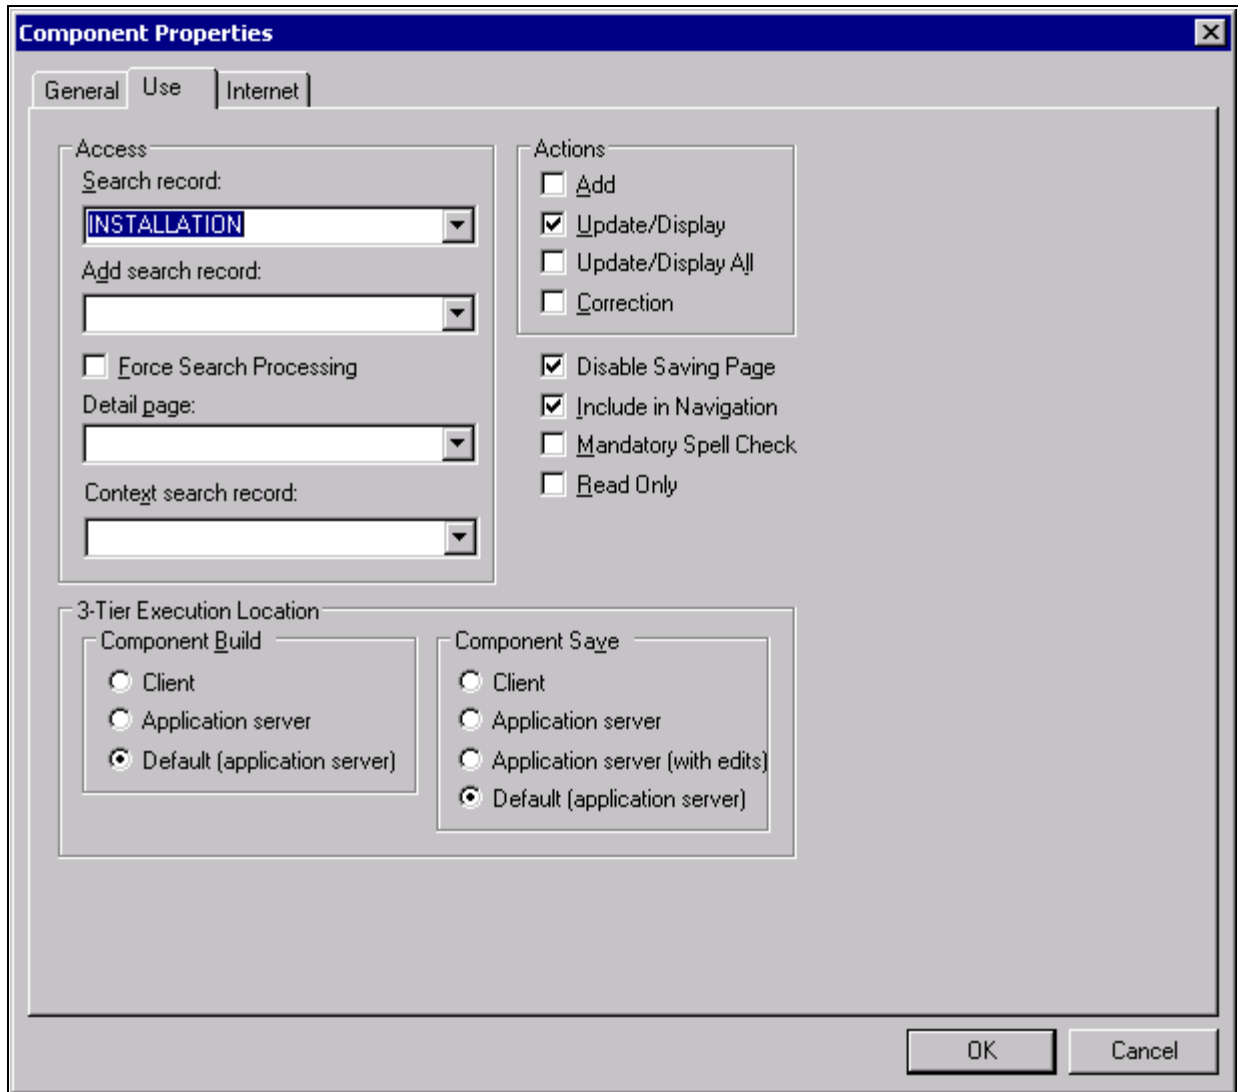 Component Properties
General Use Internet
Access
Search record:
INSTALLATION
Add search record:
Force Search Processing
Detail page:
Context search record:
Actions
Add
Update/Display
Update/Display All
Correction
Disable Saving Page
Include in Navigation
Mandatory Spell Check
Read Only
3-Tier Execution Location
Component Build
Client
Application server
Default (application server)
Component Save
Client
Application server
Application server (with edits)
Default (application server)
OK Cancel